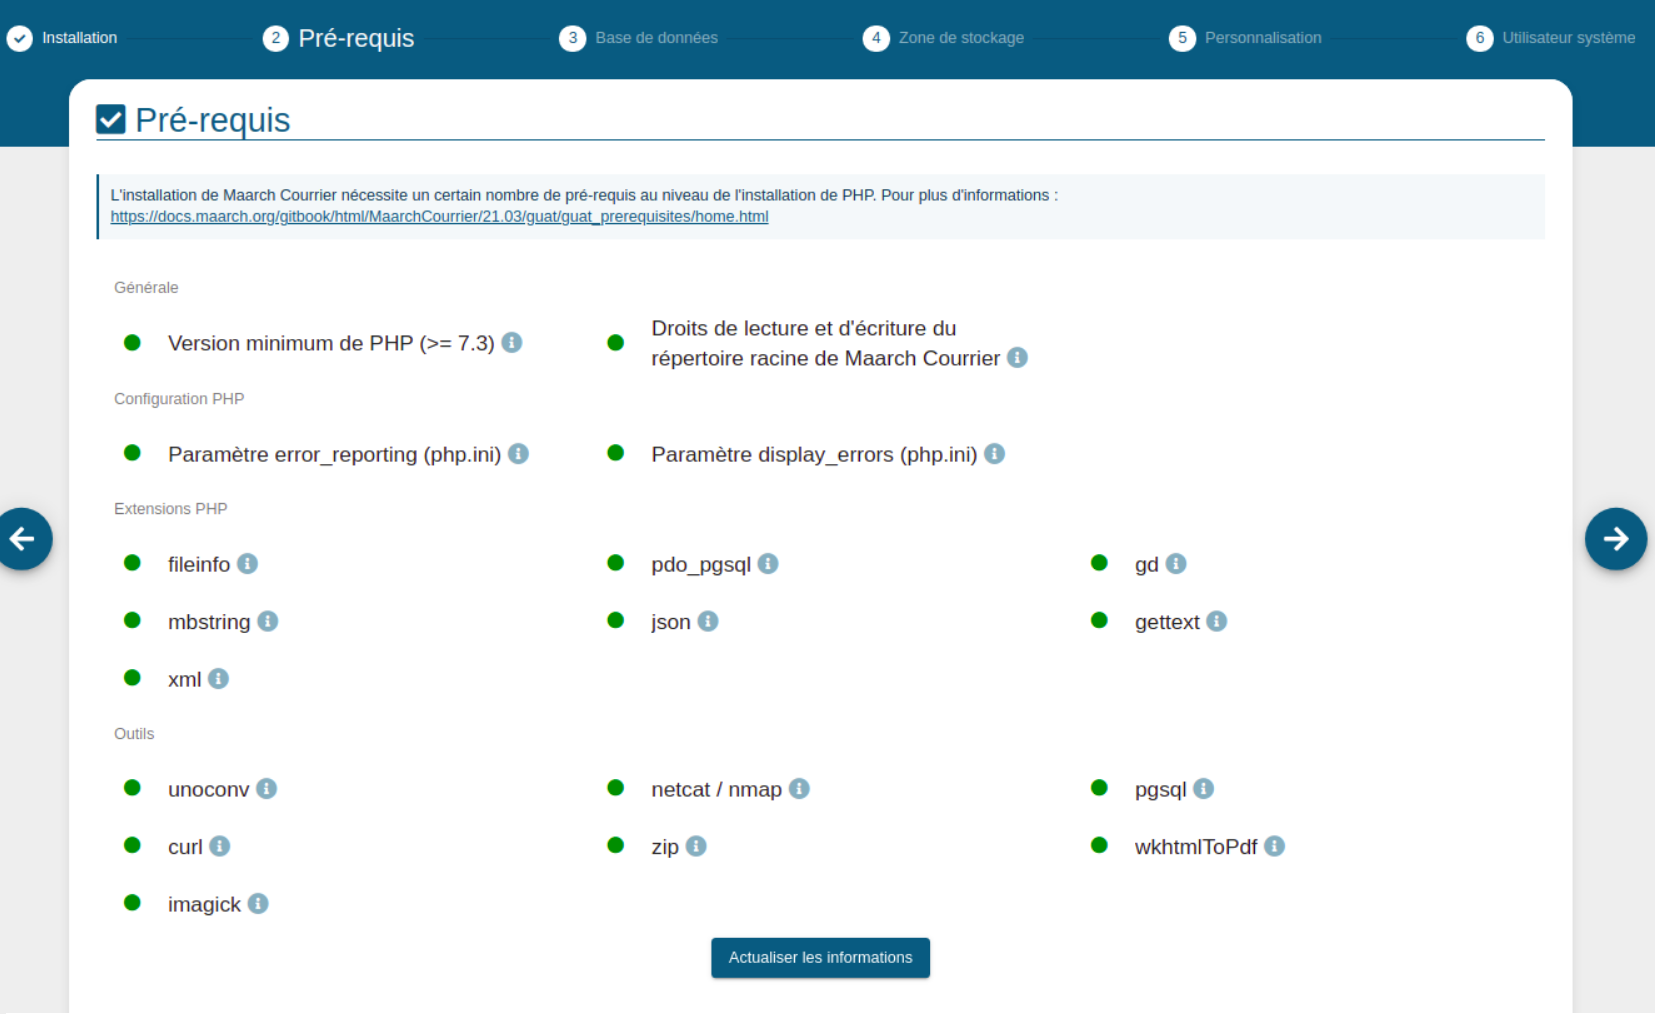 Installation
2 Pré-requis
3 Base de données
4 Zone de stockage
5 Personnalisation
6 Utilisateur système
Pré-requis
L'installation de Maarch Courrier nécessite un certain nombre de pré-requis au niveau de l'installation de PHP. Pour plus d'informations :
https://docs.maarch.org/gitbook/html/MaarchCourrier/21.03/guat/guat_prerequisites/home.html
Générale
Version minimum de PHP (>= 7.3)
Droits de lecture et d'écriture du
répertoire racine de Maarch Courrier
Configuration PHP
Paramètre error_reporting (php.ini)
Paramètre display_errors (php.ini)
Extensions PHP
fileinfo
pdo_pgsql
gd
mbstring
json
gettext
xml
Outils
unoconv
netcat / nmap
pgsql
curl
zip
wkhtmlToPdf
imagick
Actualiser les informations